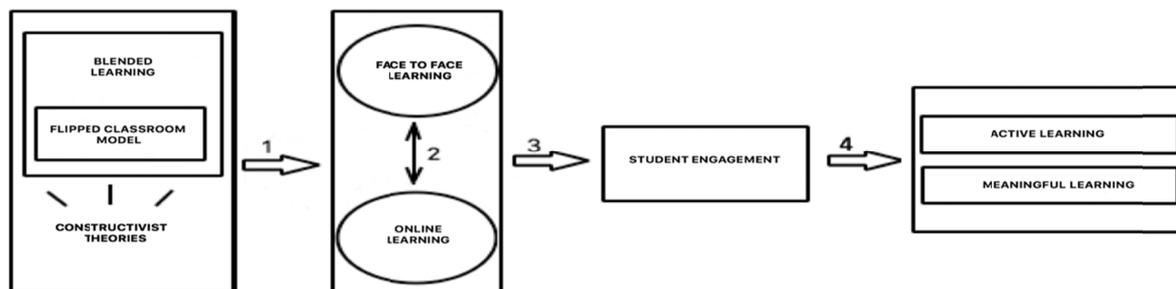 BLENDED
LEARNING
FLIPPED CLASSROOM
MODEL
CONSTRUCTIVIST
THEORIES
1
FACE TO FACE
LEARNING
2
ONLINE
LEARNING
3
STUDENT ENGAGEMENT
4
ACTIVE LEARNING
MEANINGFUL LEARNING